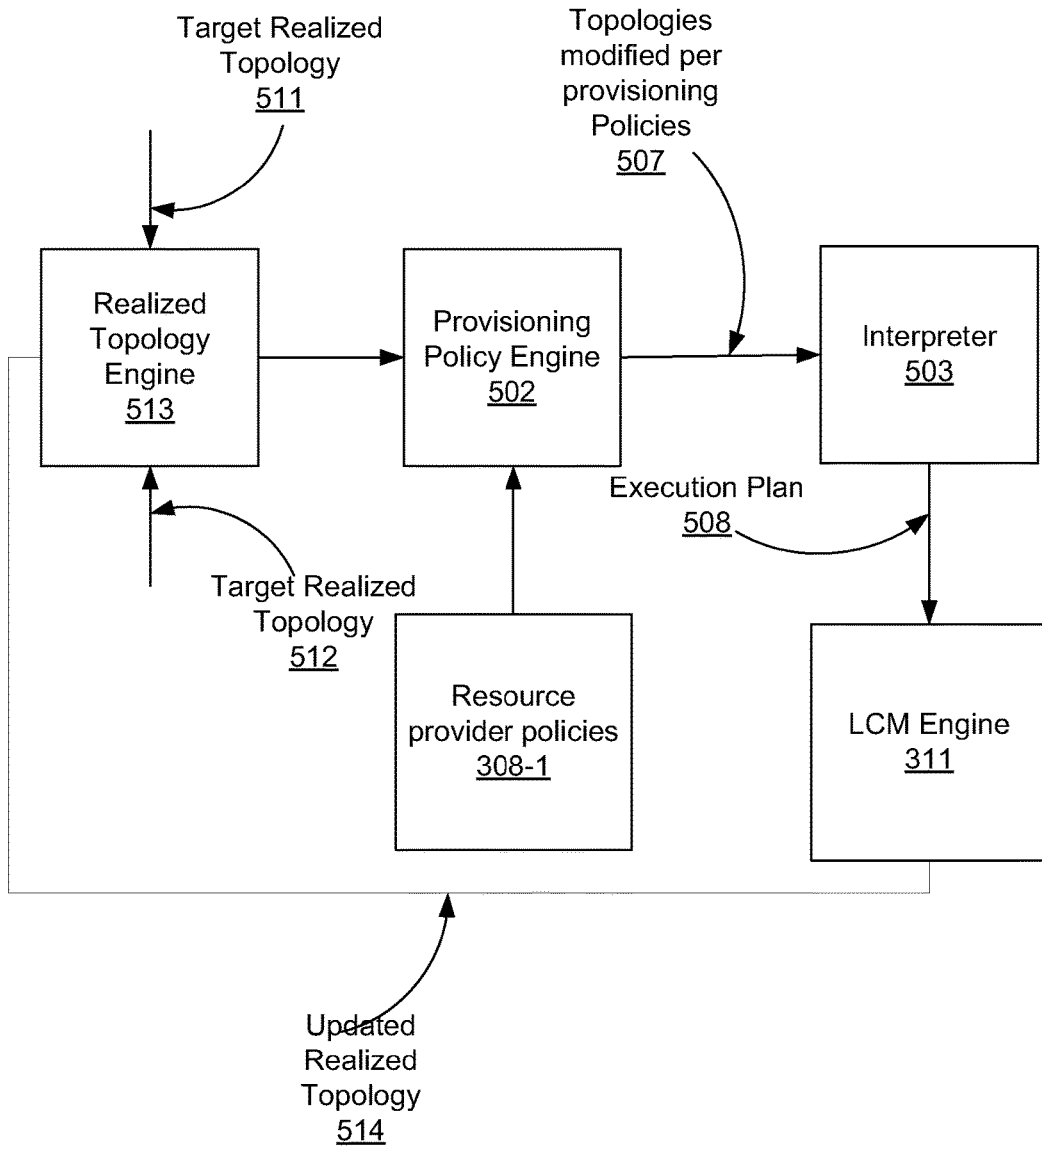 Target Realized
Topology
511
Topologies
modified per
provisioning
Policies
507
Realized
Topology
Engine
513
Provisioning
Policy Engine
502
Interpreter
503
Execution Plan
508
Target Realized
Topology
512
Resource
provider policies
308-1
LCM Engine
311
Updated
Realized
Topology
514